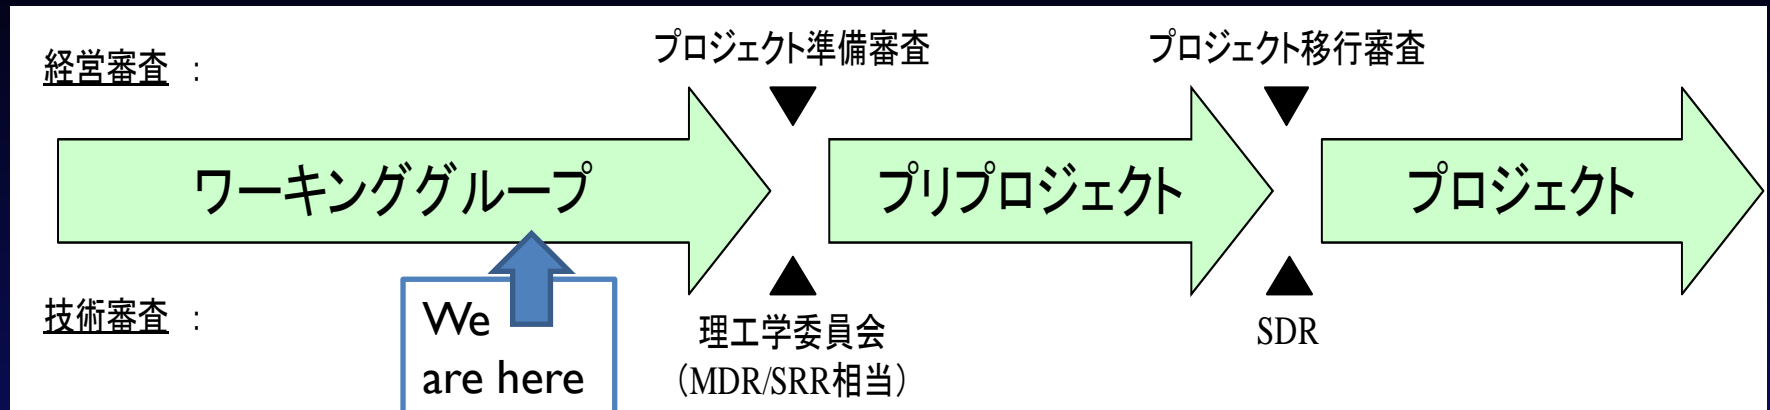 経営審査 :
プロジェクト準備審査
プロジェクト移行審査
ワーキンググループ
プリプロジェクト
プロジェクト
技術審査 :
We
are here
理工学委員会
(MDR/SRR相当)
SDR